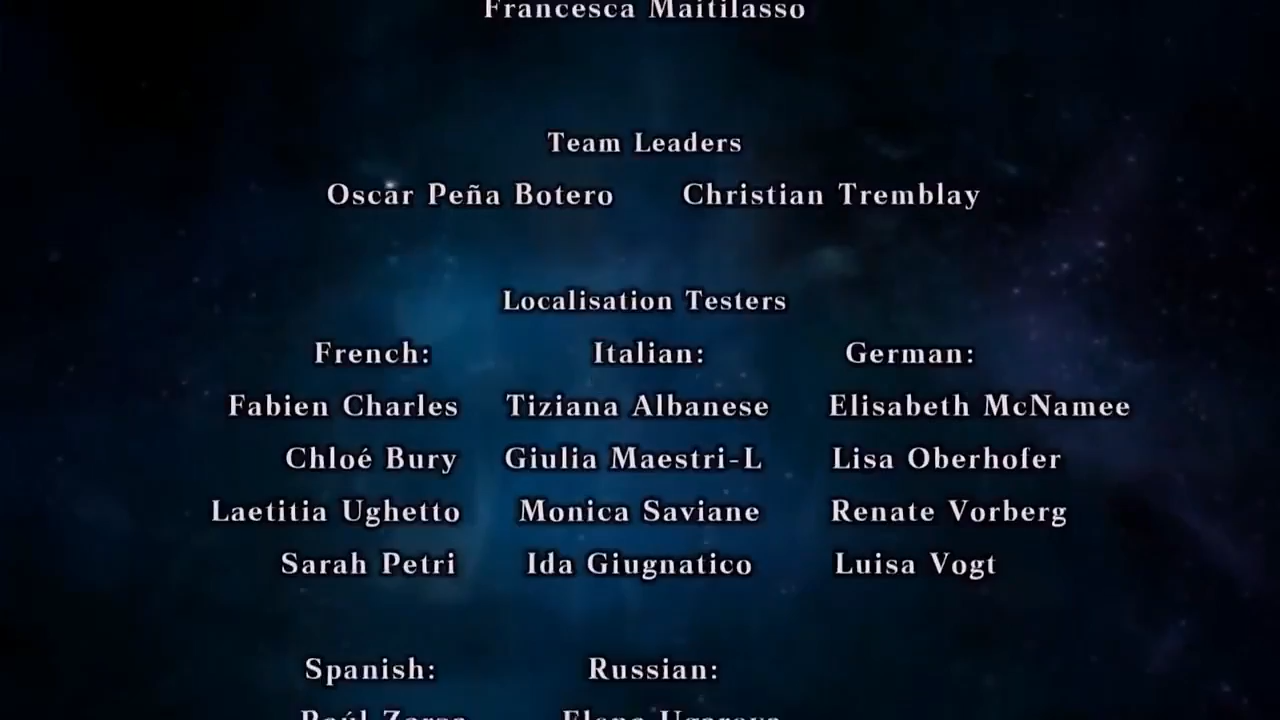 Francesca Maitilasso
Team Leaders
Oscar Peña Botero Christian Tremblay
Localisation Testers
French: Italian: German:
Fabien Charles Tiziana Albanese Elisabeth McNamee
Chloé Bury Giulia Maestri-L Lisa Oberhofer
Laetitia Ughetto Monica Saviane Renate Vorberg
Sarah Petri Ida Giugnatico Luisa Vogt
Spanish: Russian:
Raúl Elena